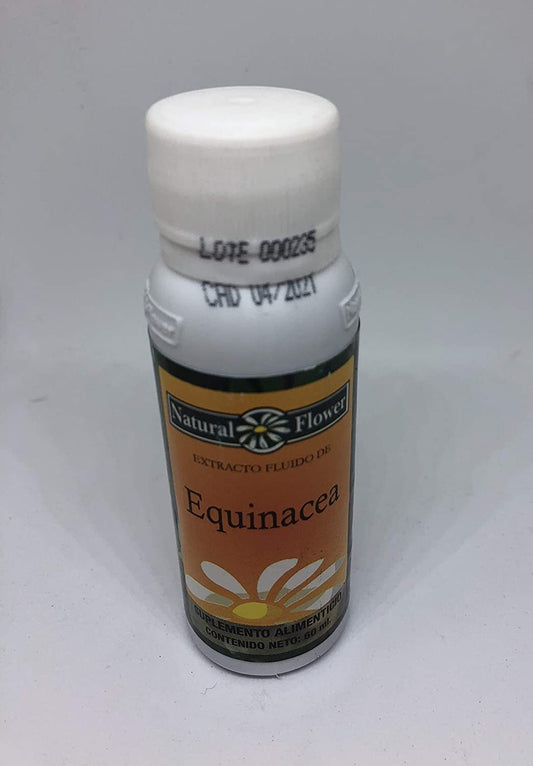 LOTE 000235
CAD 04/2021
Natural Flower
EXTRACTO FLUIDO DE
Equinacea
SUPLEMENTO ALIMENTICIO
CONTENIDO NETO: 60 ml.